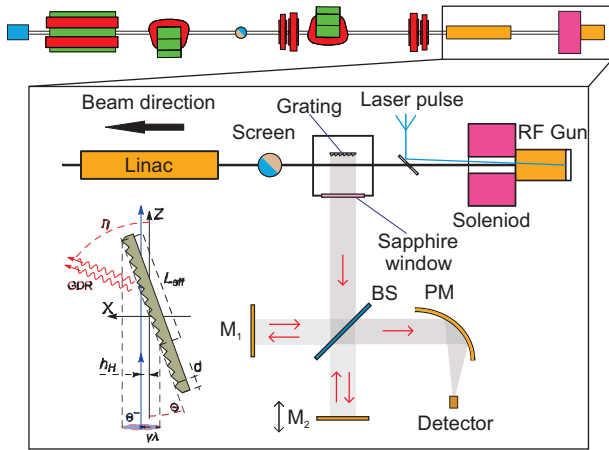 Beam direction
Grating
Laser pulse
Screen
RF Gun
Linac
Soleniod
Sapphire
window
η
Z
GDR
L_eff
X
h_H
d
Θ
e⁻
γλ
BS
PM
M₁
M₂
Detector